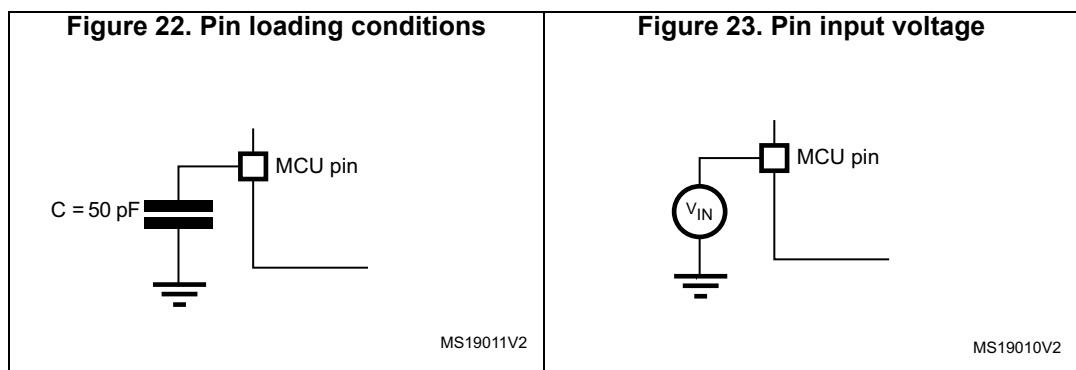 Figure 22. Pin loading conditions
Figure 23. Pin input voltage
MCU pin
C = 50 pF
MS19011V2
MCU pin
VIN
MS19010V2